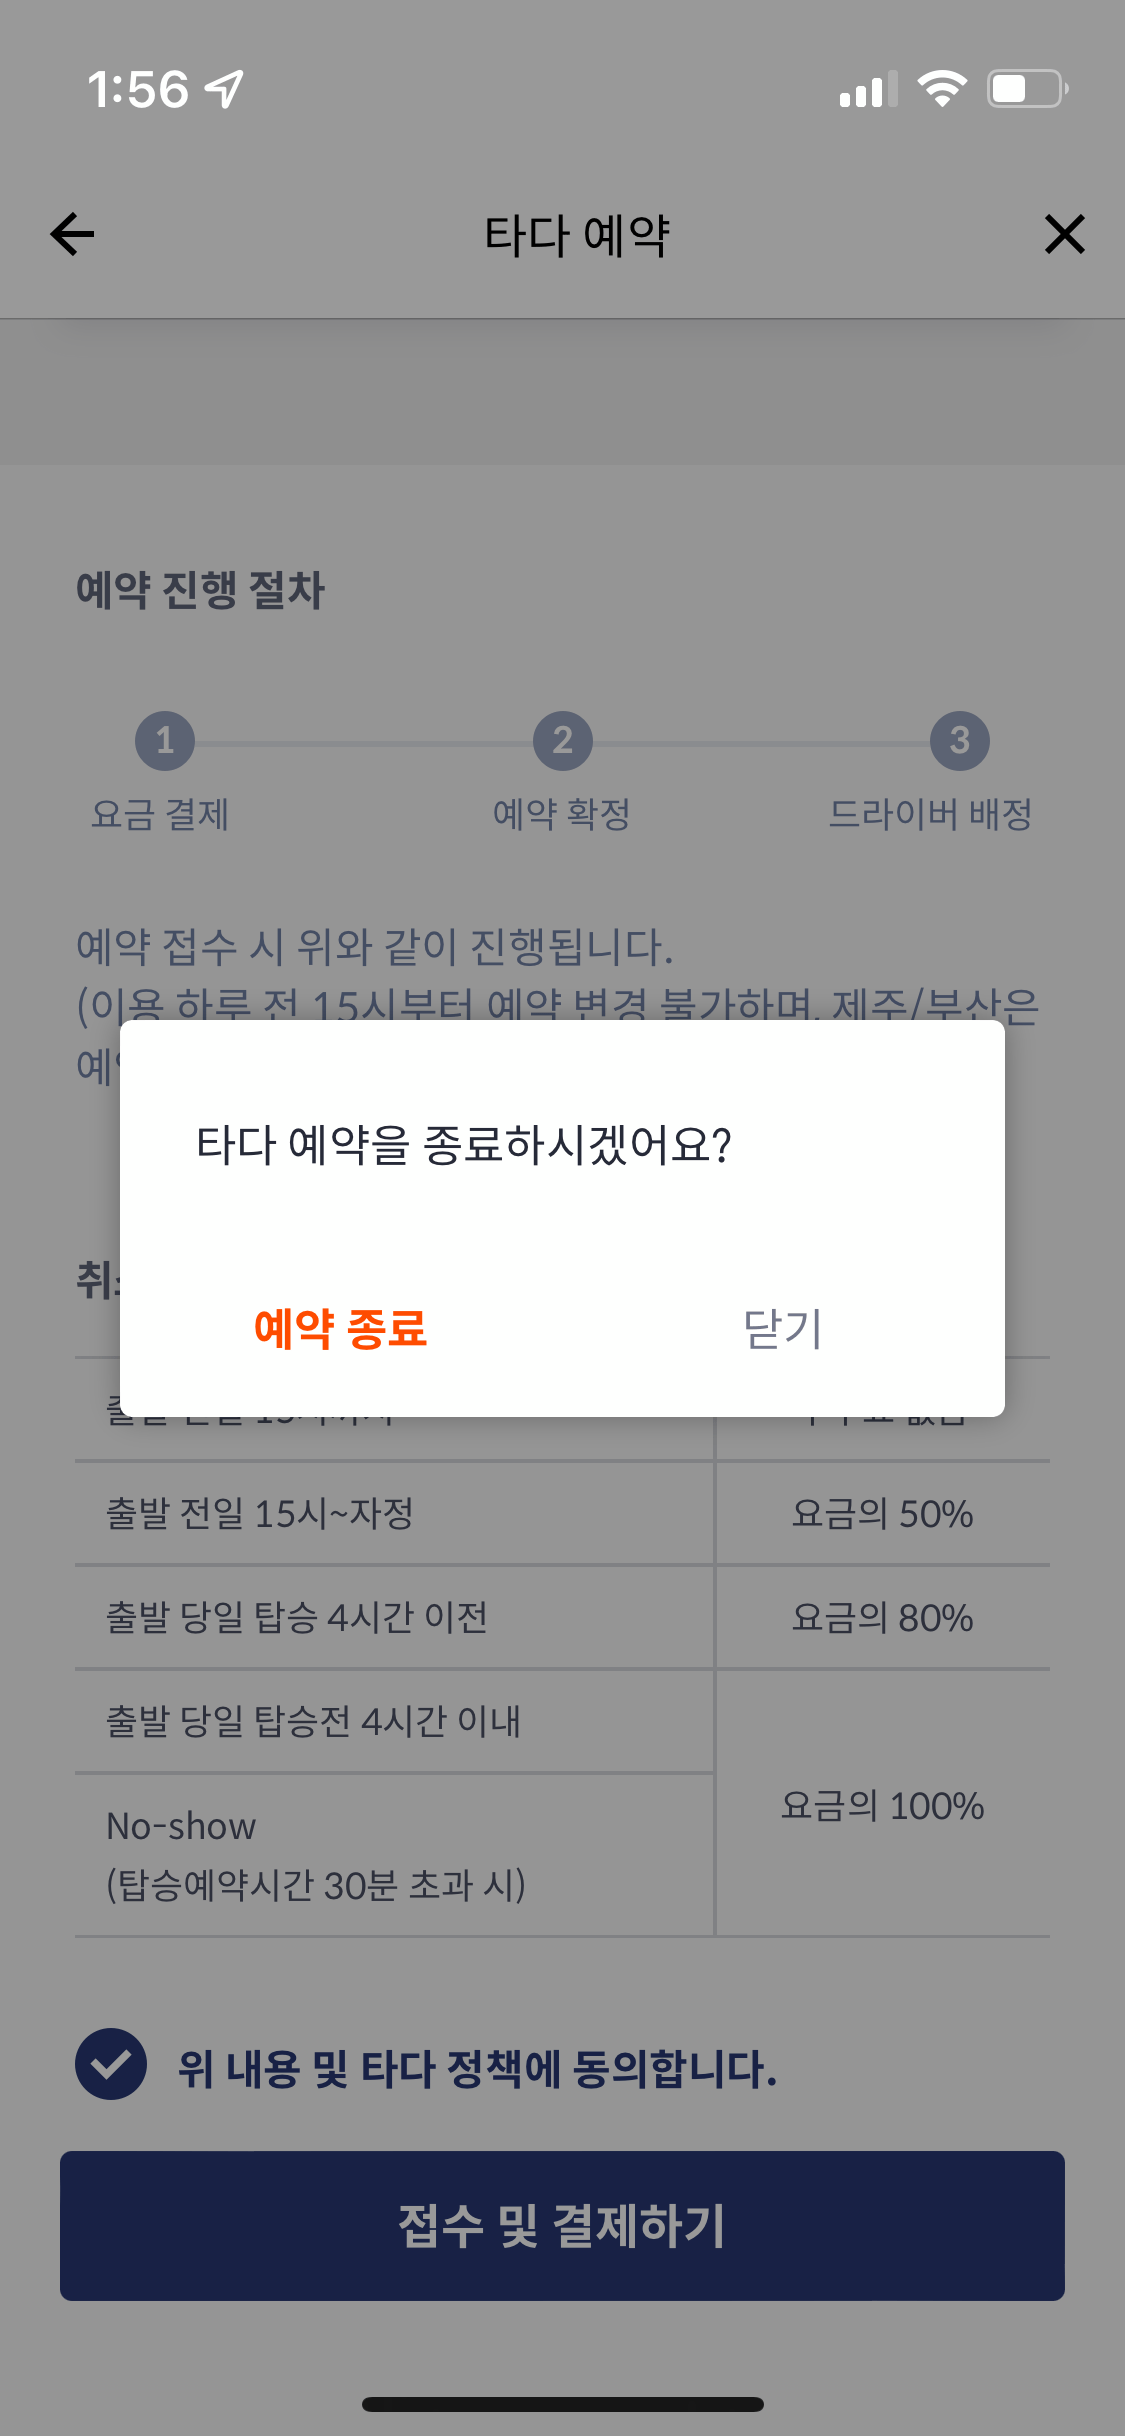 1:56
타다 예약
예약 진행 절차
1 2 3
요금 결제 예약 확정 드라이버 배정
예약 접수 시 위와 같이 진행됩니다.
(이용 하루 전 15시부터 예약 변경 불가하며, 제주/부산은
타다 예약을 종료하시겠어요?
예약 종료 닫기
출발 전일 15시~자정 요금의 50%
출발 당일 탑승 4시간 이전 요금의 80%
출발 당일 탑승전 4시간 이내
요금의 100%
No-show
(탑승예약시간 30분 초과 시)
위 내용 및 타다 정책에 동의합니다.
접수 및 결제하기